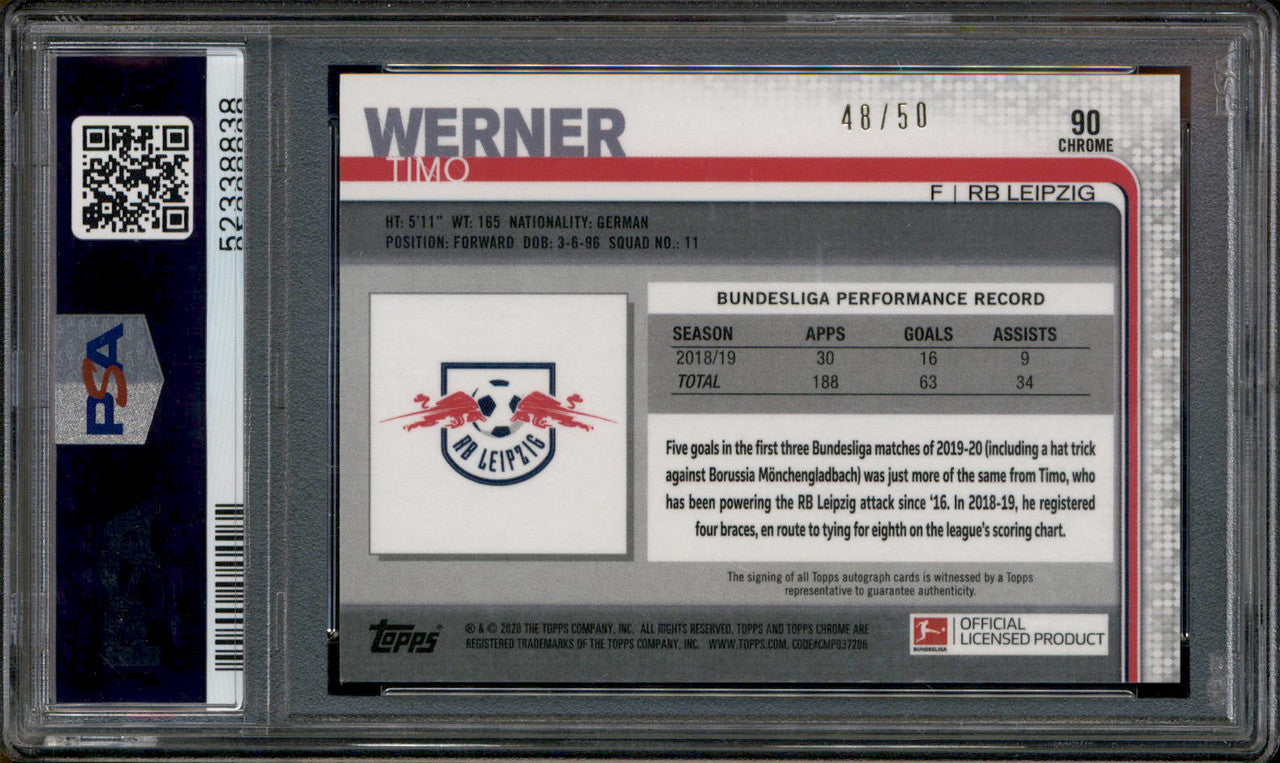 52338838
PSA
WERNER
TIMO
48/50
90
CHROME
F | RB LEIPZIG
HT: 5'11" WT: 165 NATIONALITY: GERMAN
POSITION: FORWARD DOB: 3-6-96 SQUAD NO.: 11
RB LEIPZIG
BUNDESLIGA PERFORMANCE RECORD
SEASON APPS GOALS ASSISTS
2018/19 30 16 9
TOTAL 188 63 34
Five goals in the first three Bundesliga matches of 2019-20 (including a hat trick
against Borussia Mönchengladbach) was just more of the same from Timo, who
has been powering the RB Leipzig attack since '16. In 2018-19, he registered
four braces, en route to tying for eighth on the league's scoring chart.
The signing of all Topps autograph cards is witnessed by a Topps
representative to guarantee authenticity.
Topps®
® & © 2020 THE TOPPS COMPANY, INC. ALL RIGHTS RESERVED. TOPPS AND TOPPS CHROME ARE
REGISTERED TRADEMARKS OF THE TOPPS COMPANY, INC. WWW.TOPPS.COM. CODE#CMP037206
BUNDESLIGA
OFFICIAL
LICENSED PRODUCT